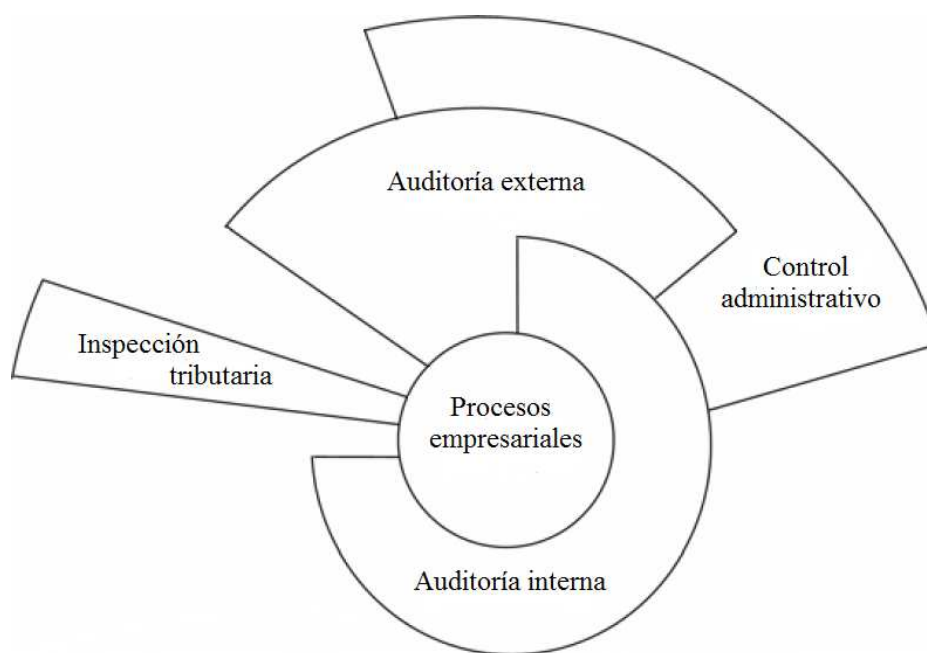 Auditoría externa
Control
administrativo
Inspección
tributaria
Procesos
empresariales
Auditoría interna